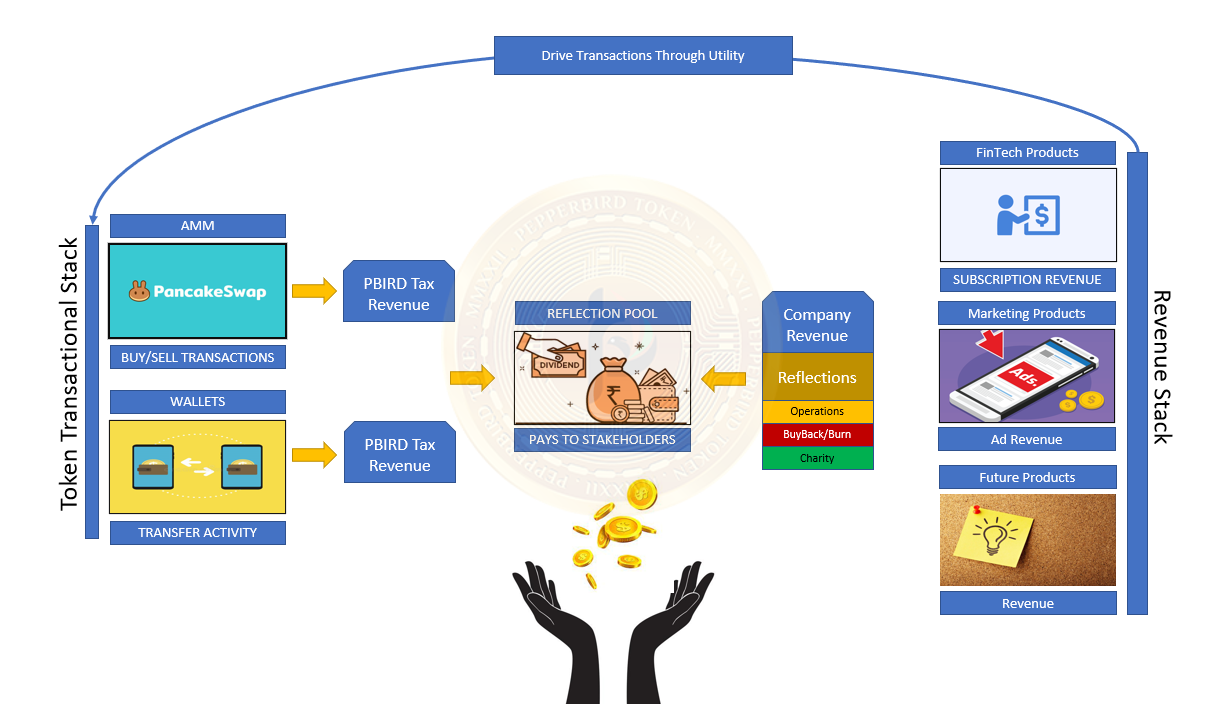 Drive Transactions Through Utility
Token Transactional Stack
AMM
PancakeSwap
BUY/SELL TRANSACTIONS
WALLETS
TRANSFER ACTIVITY
PBIRD Tax
Revenue
PBIRD Tax
Revenue
PEPPERBIRD TOKEN · MMXXII ·
REFLECTION POOL
DIVIDEND
PAYS TO STAKEHOLDERS
Company
Revenue
Reflections
Operations
BuyBack/Burn
Charity
FinTech Products
SUBSCRIPTION REVENUE
Marketing Products
Ads.
Ad Revenue
Future Products
Revenue
Revenue Stack